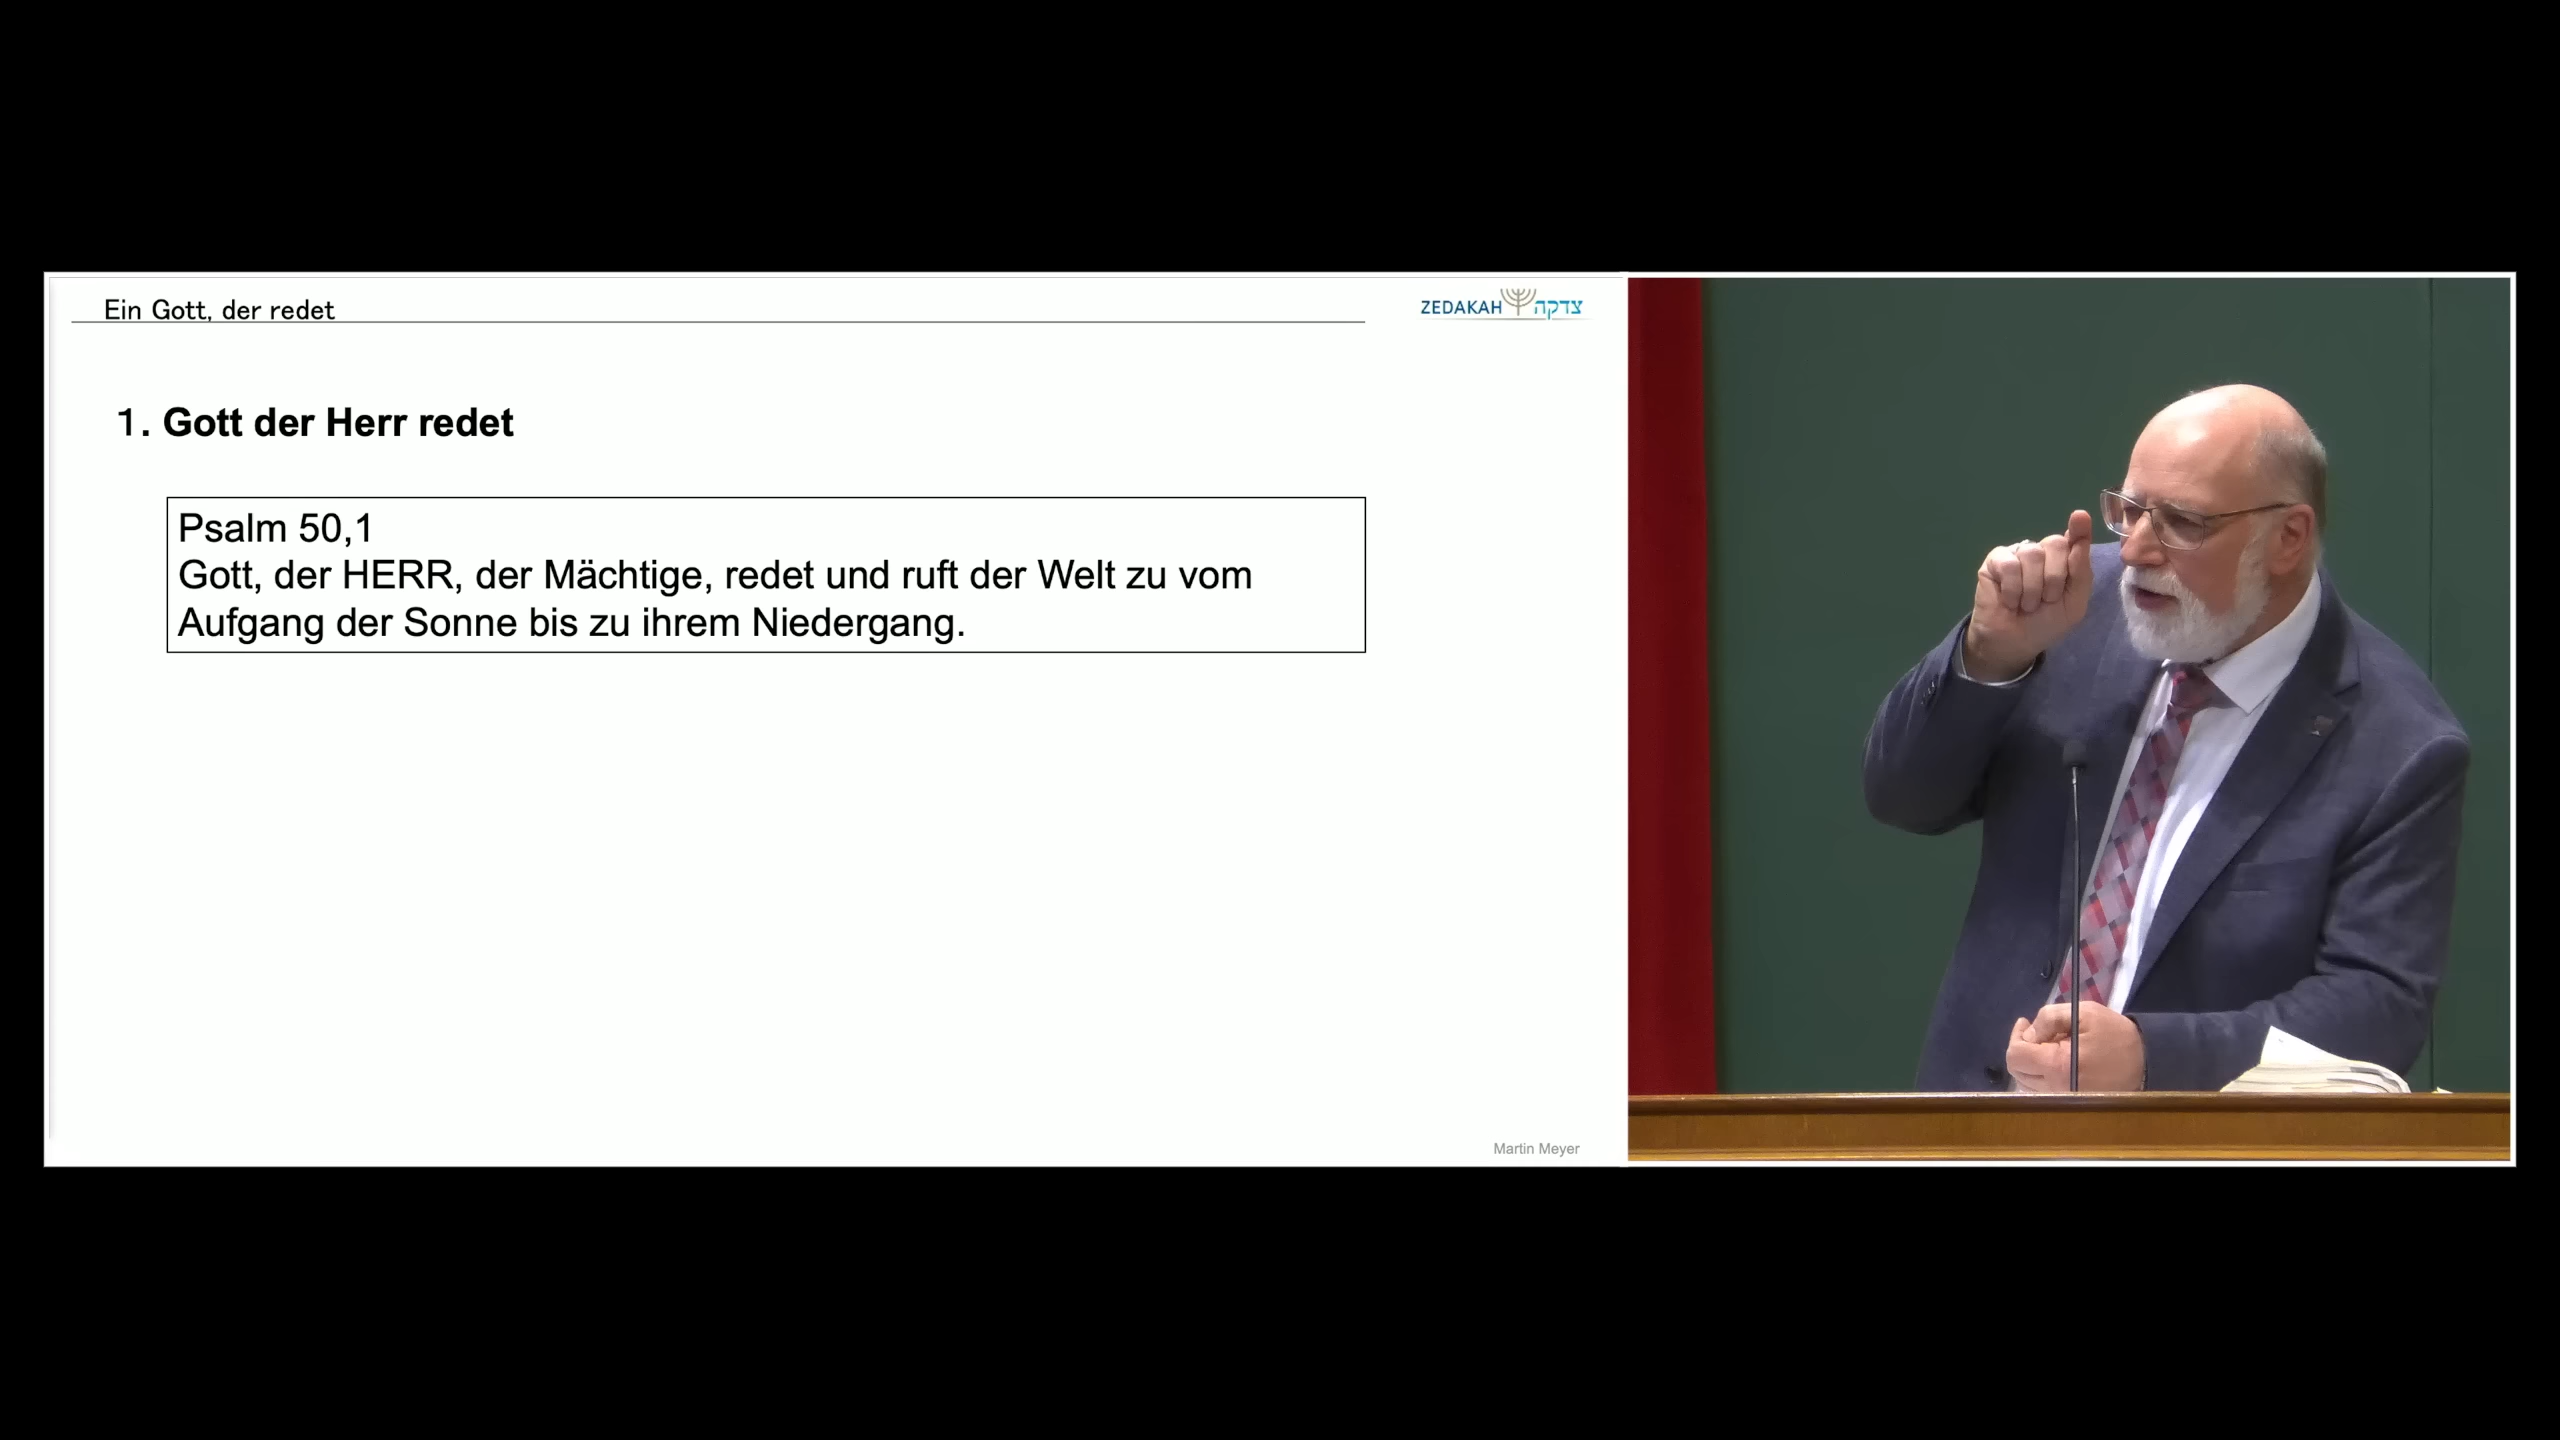 Ein Gott, der redet
ZEDAKAH צדקה
1. Gott der Herr redet
Psalm 50,1
Gott, der HERR, der Mächtige, redet und ruft der Welt zu vom
Aufgang der Sonne bis zu ihrem Niedergang.
Martin Meyer